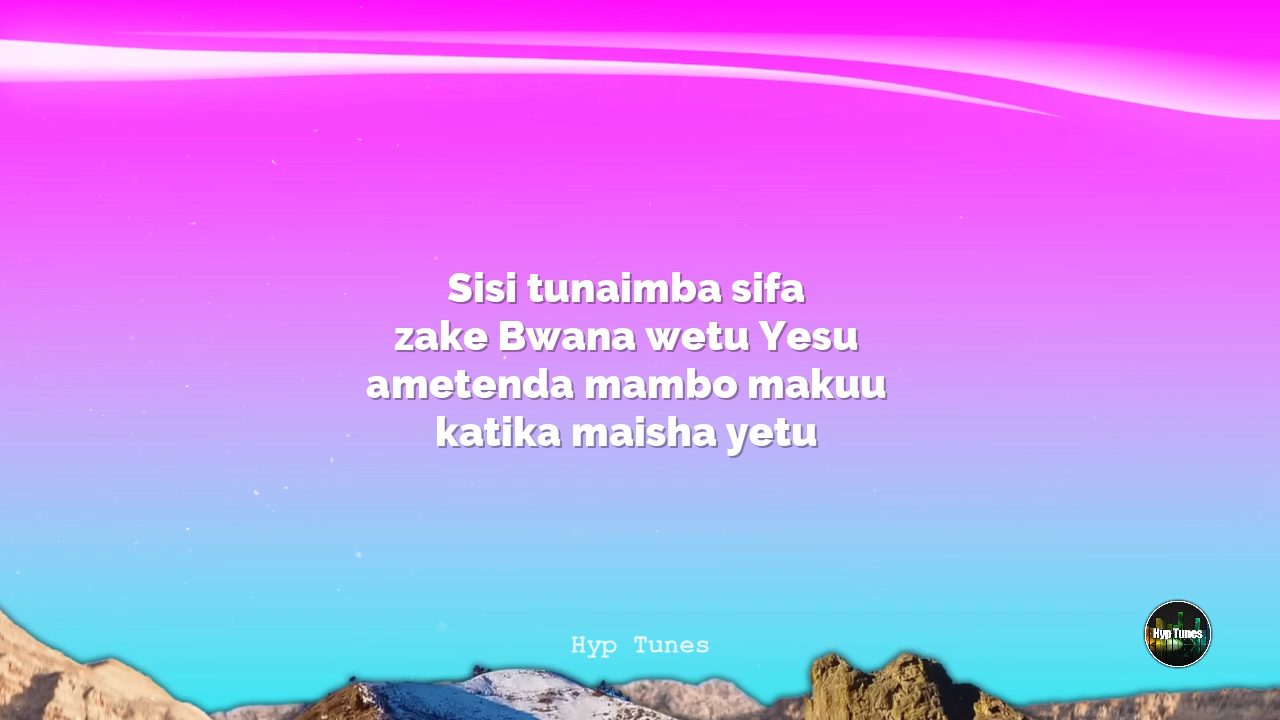 Sisi tunaimba sifa
zake Bwana wetu Yesu
ametenda mambo makuu
katika maisha yetu
Hyp Tunes
Hyp Tunes